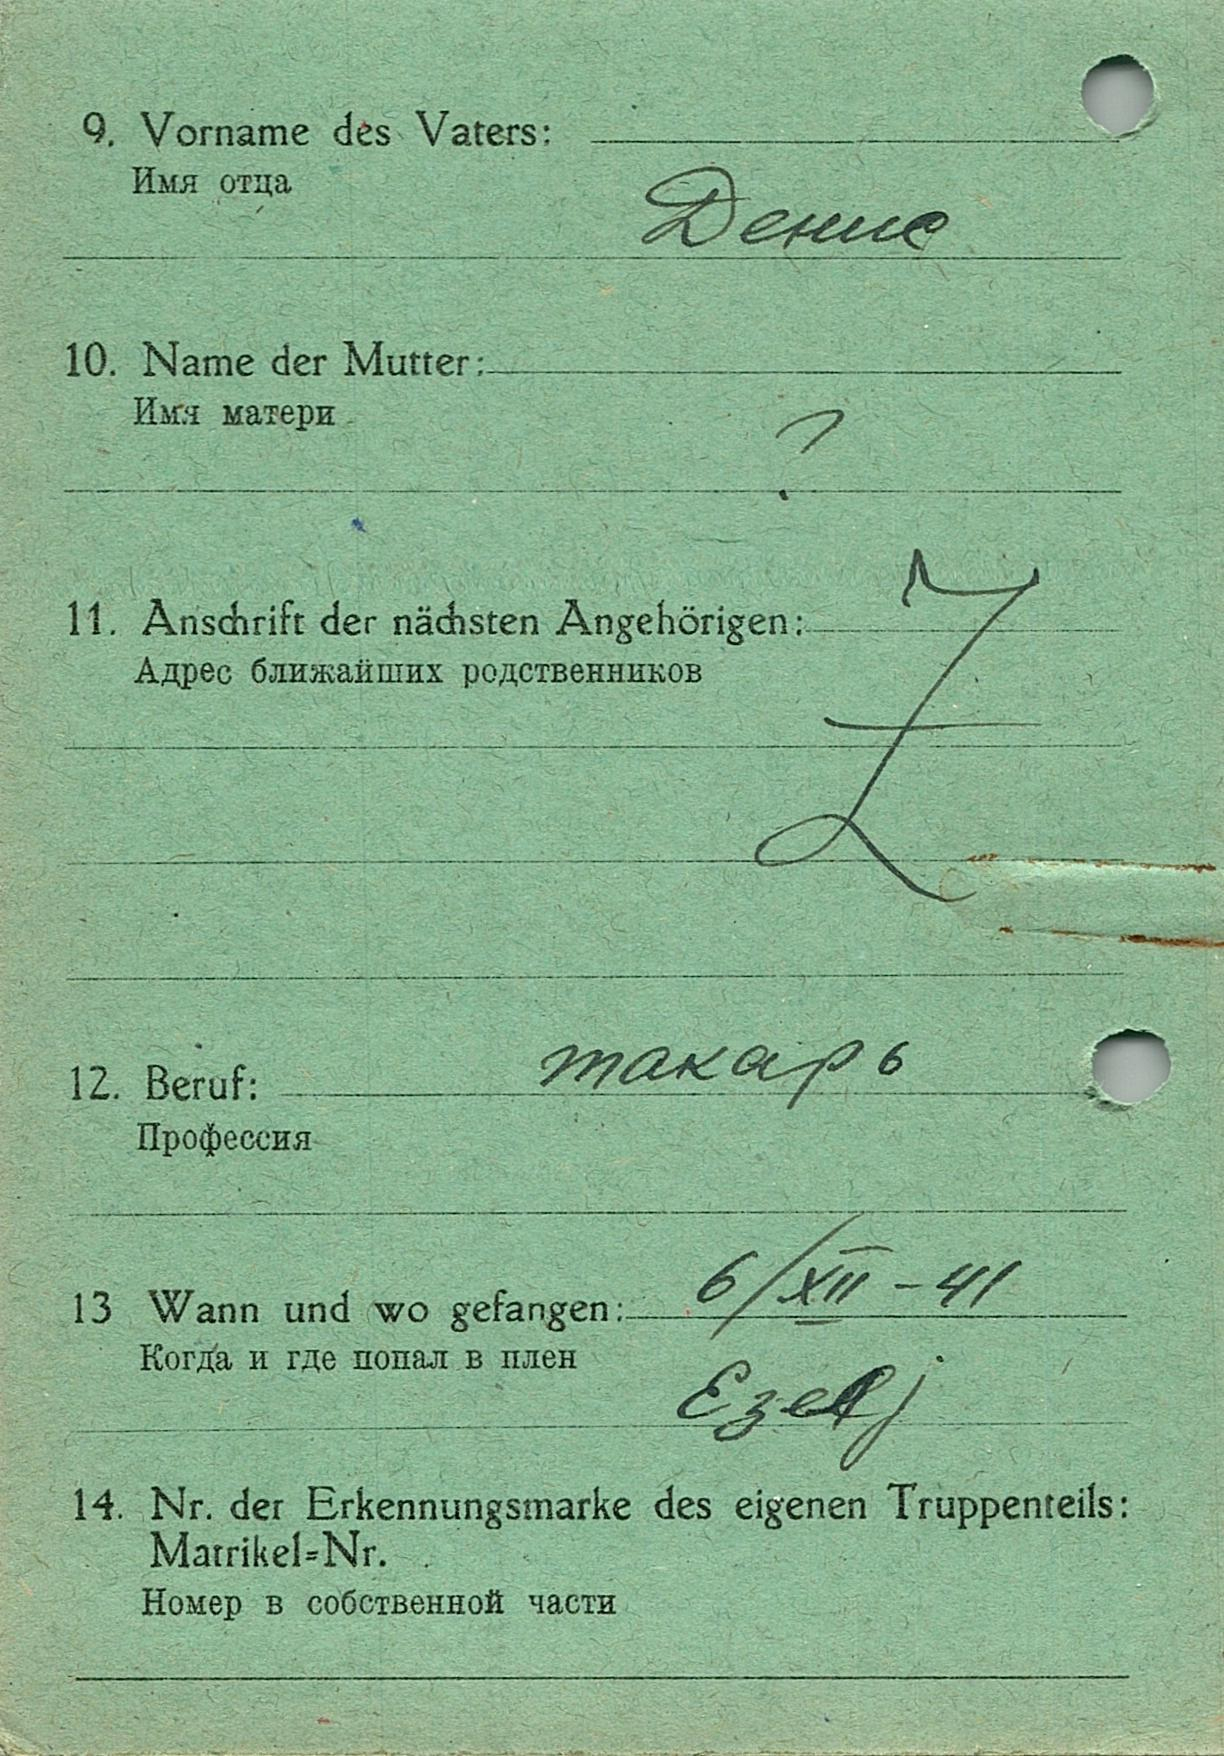 9. Vorname des Vaters:
Имя отца
Денис
10. Name der Mutter:
Имя матери
?
11. Anschrift der nächsten Angehörigen:
Адрес ближайших родственников
Z
12. Beruf: такарь
Профессия
13 Wann und wo gefangen: 6/XII-41
Когда и где попал в плен
14. Nr. der Erkennungsmarke des eigenen Truppenteils:
Matrikel=Nr.
Номер в собственной части